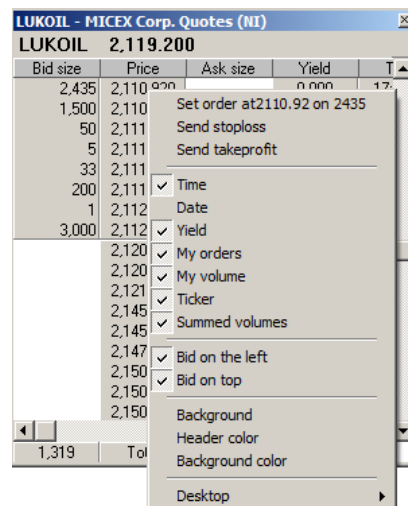 LUKOIL - MICEX Corp. Quotes (NI)
LUKOIL 2,119.200
Bid size Price Ask size Yield T
2,435 2,110.920 0.000 17:
1,500 2,110
50 2,111
5 2,111
33 2,111
200 2,111
1 2,112
3,000 2,112
2,120
2,120
2,121
2,145
2,145
2,147
2,150
2,150
2,150
1,319
Set order at2110.92 on 2435
Send stoploss
Send takeprofit
Time
Date
Yield
My orders
My volume
Ticker
Summed volumes
Bid on the left
Bid on top
Background
Header color
Background color
Desktop